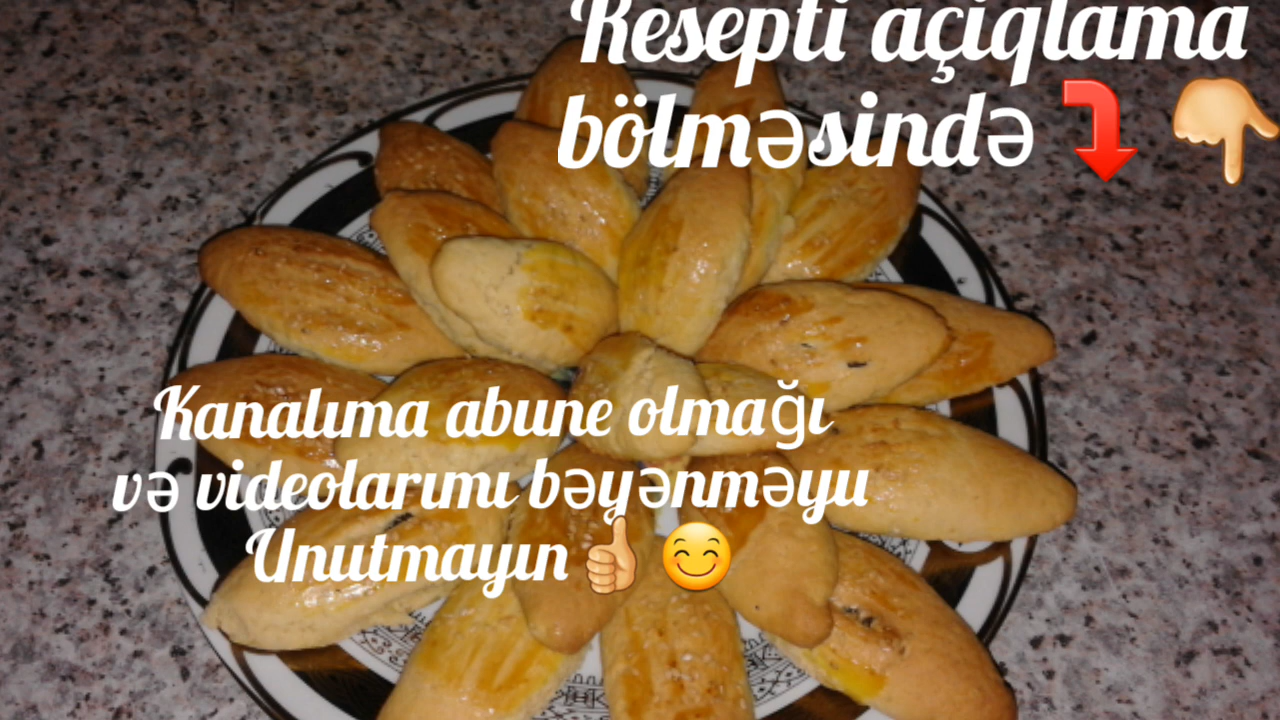 Resepti açiqlama
bölməsində ⤵️ 👇🏼
Kanalıma abune olmağı
və videolarımı bəyənməyu
Unutmayın👍🏼 😊